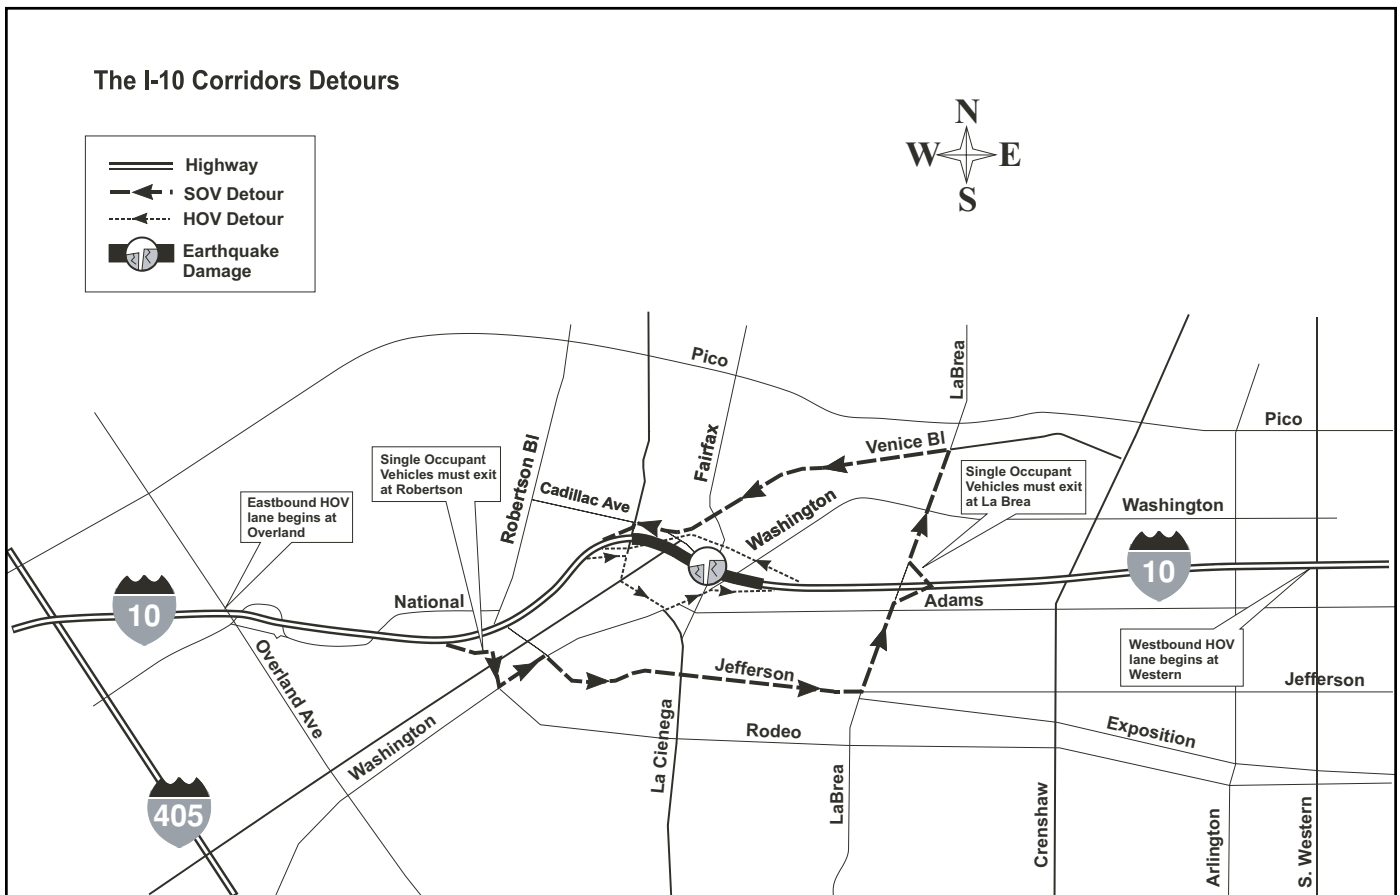 The I-10 Corridors Detours
N
W E
S
Highway
SOV Detour
HOV Detour
Earthquake
Damage
Pico
LaBrea
Pico
Venice Bl
Fairfax
Robertson Bl
Single Occupant
Vehicles must exit
at Robertson
Single Occupant
Vehicles must exit
at La Brea
Cadillac Ave
Eastbound HOV
lane begins at
Overland
Washington
Washington
10
10
National
Adams
Overland Ave
Westbound HOV
lane begins at
Western
Jefferson
Jefferson
Washington
La Cienega
Rodeo
Exposition
405
LaBrea
Crenshaw
Arlington
S. Western